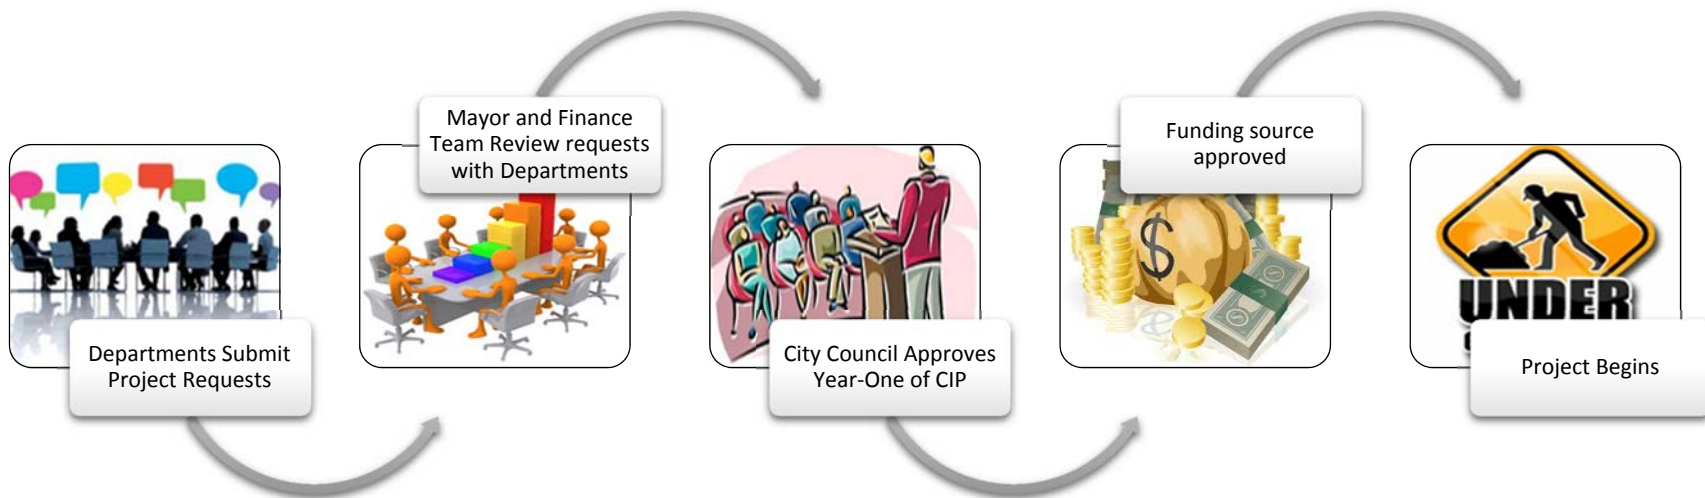 Departments Submit
Project Requests
Mayor and Finance
Team Review requests
with Departments
City Council Approves
Year-One of CIP
$
Funding source
approved
UNDER
Project Begins